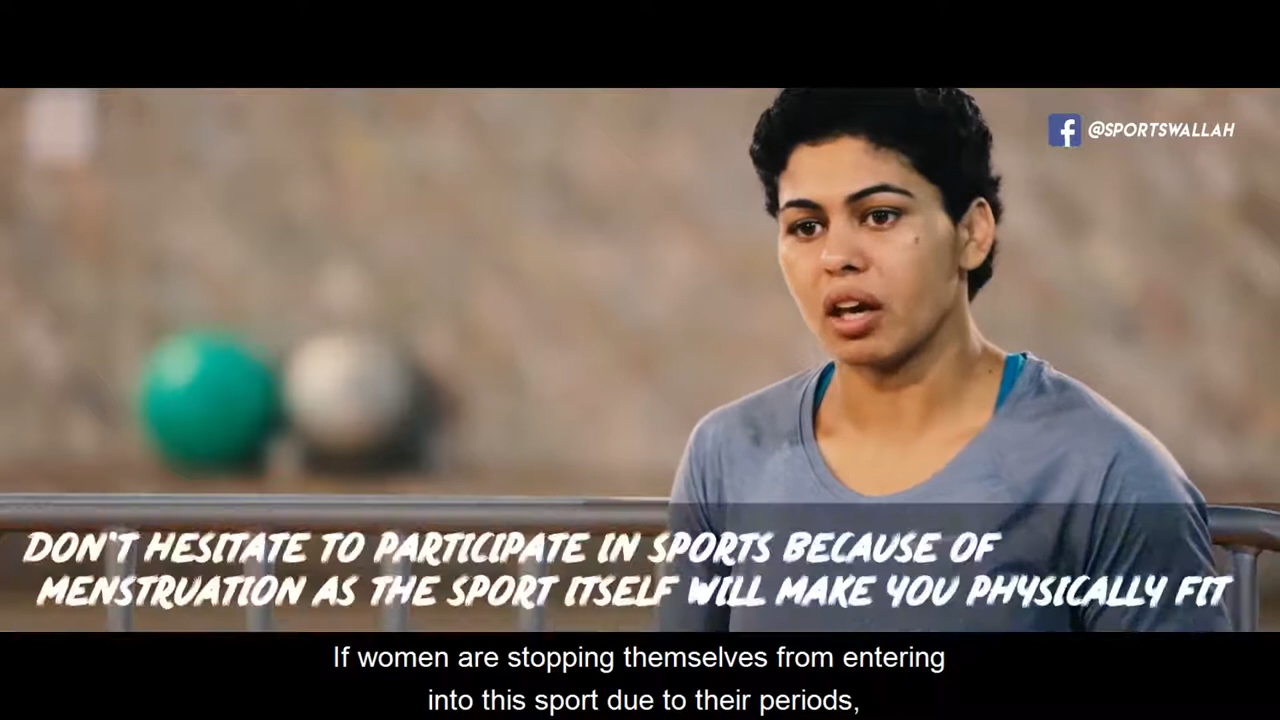 @SPORTSWALLAH
DON'T HESITATE TO PARTICIPATE IN SPORTS BECAUSE OF
MENSTRUATION AS THE SPORT ITSELF WILL MAKE YOU PHYSICALLY FIT
If women are stopping themselves from entering
into this sport due to their periods,